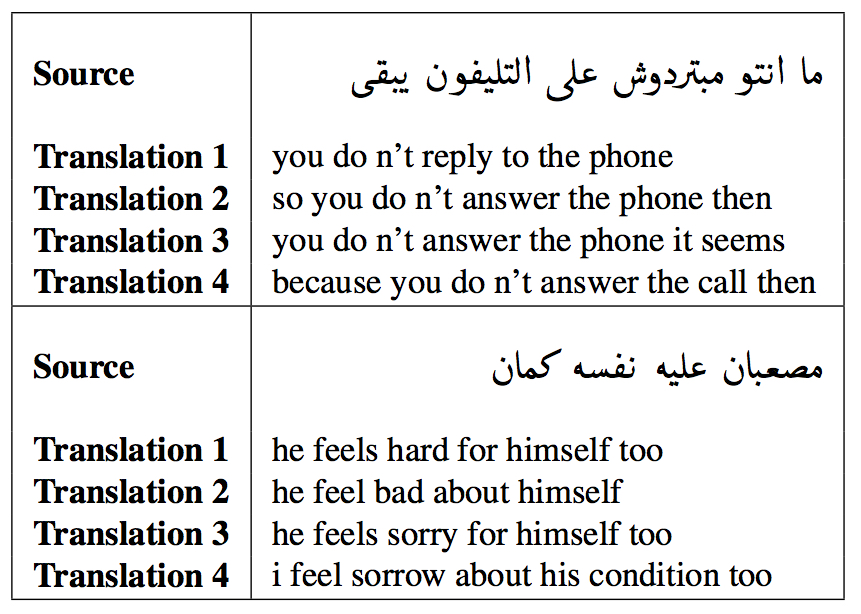 Source ما انتو مبتردوش على التليفون يبقى
Translation 1 you do n’t reply to the phone
Translation 2 so you do n’t answer the phone then
Translation 3 you do n’t answer the phone it seems
Translation 4 because you do n’t answer the call then
Source مصعبان عليه نفسه كمان
Translation 1 he feels hard for himself too
Translation 2 he feel bad about himself
Translation 3 he feels sorry for himself too
Translation 4 i feel sorrow about his condition too